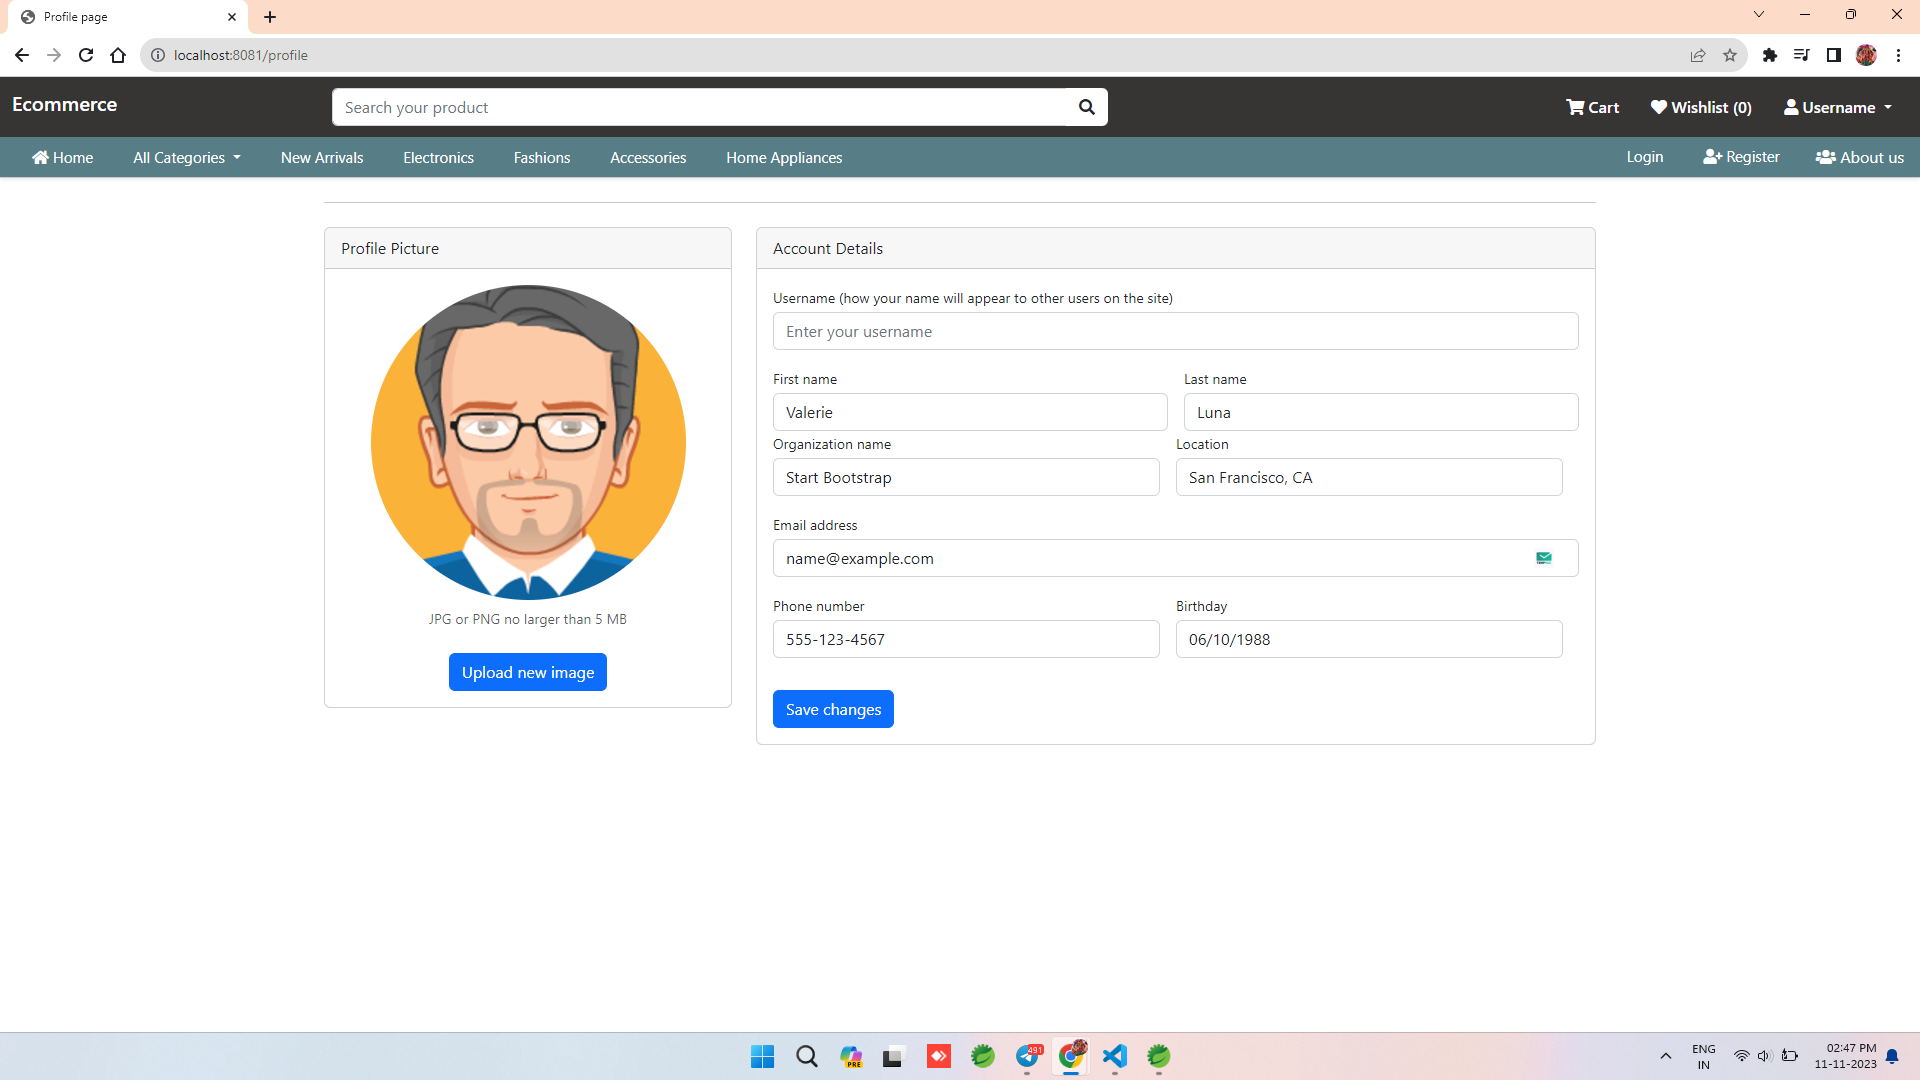 Profile page
localhost:8081/profile
Ecommerce
Search your product
Cart
Wishlist (0)
Username
Home
All Categories
New Arrivals
Electronics
Fashions
Accessories
Home Appliances
Login
Register
About us
Profile Picture
JPG or PNG no larger than 5 MB
Upload new image
Account Details
Username (how your name will appear to other users on the site)
Enter your username
First name
Last name
Valerie
Luna
Organization name
Location
Start Bootstrap
San Francisco, CA
Email address
name@example.com
Phone number
Birthday
555-123-4567
06/10/1988
Save changes
PRE
491
ENG
IN
02:47 PM
11-11-2023